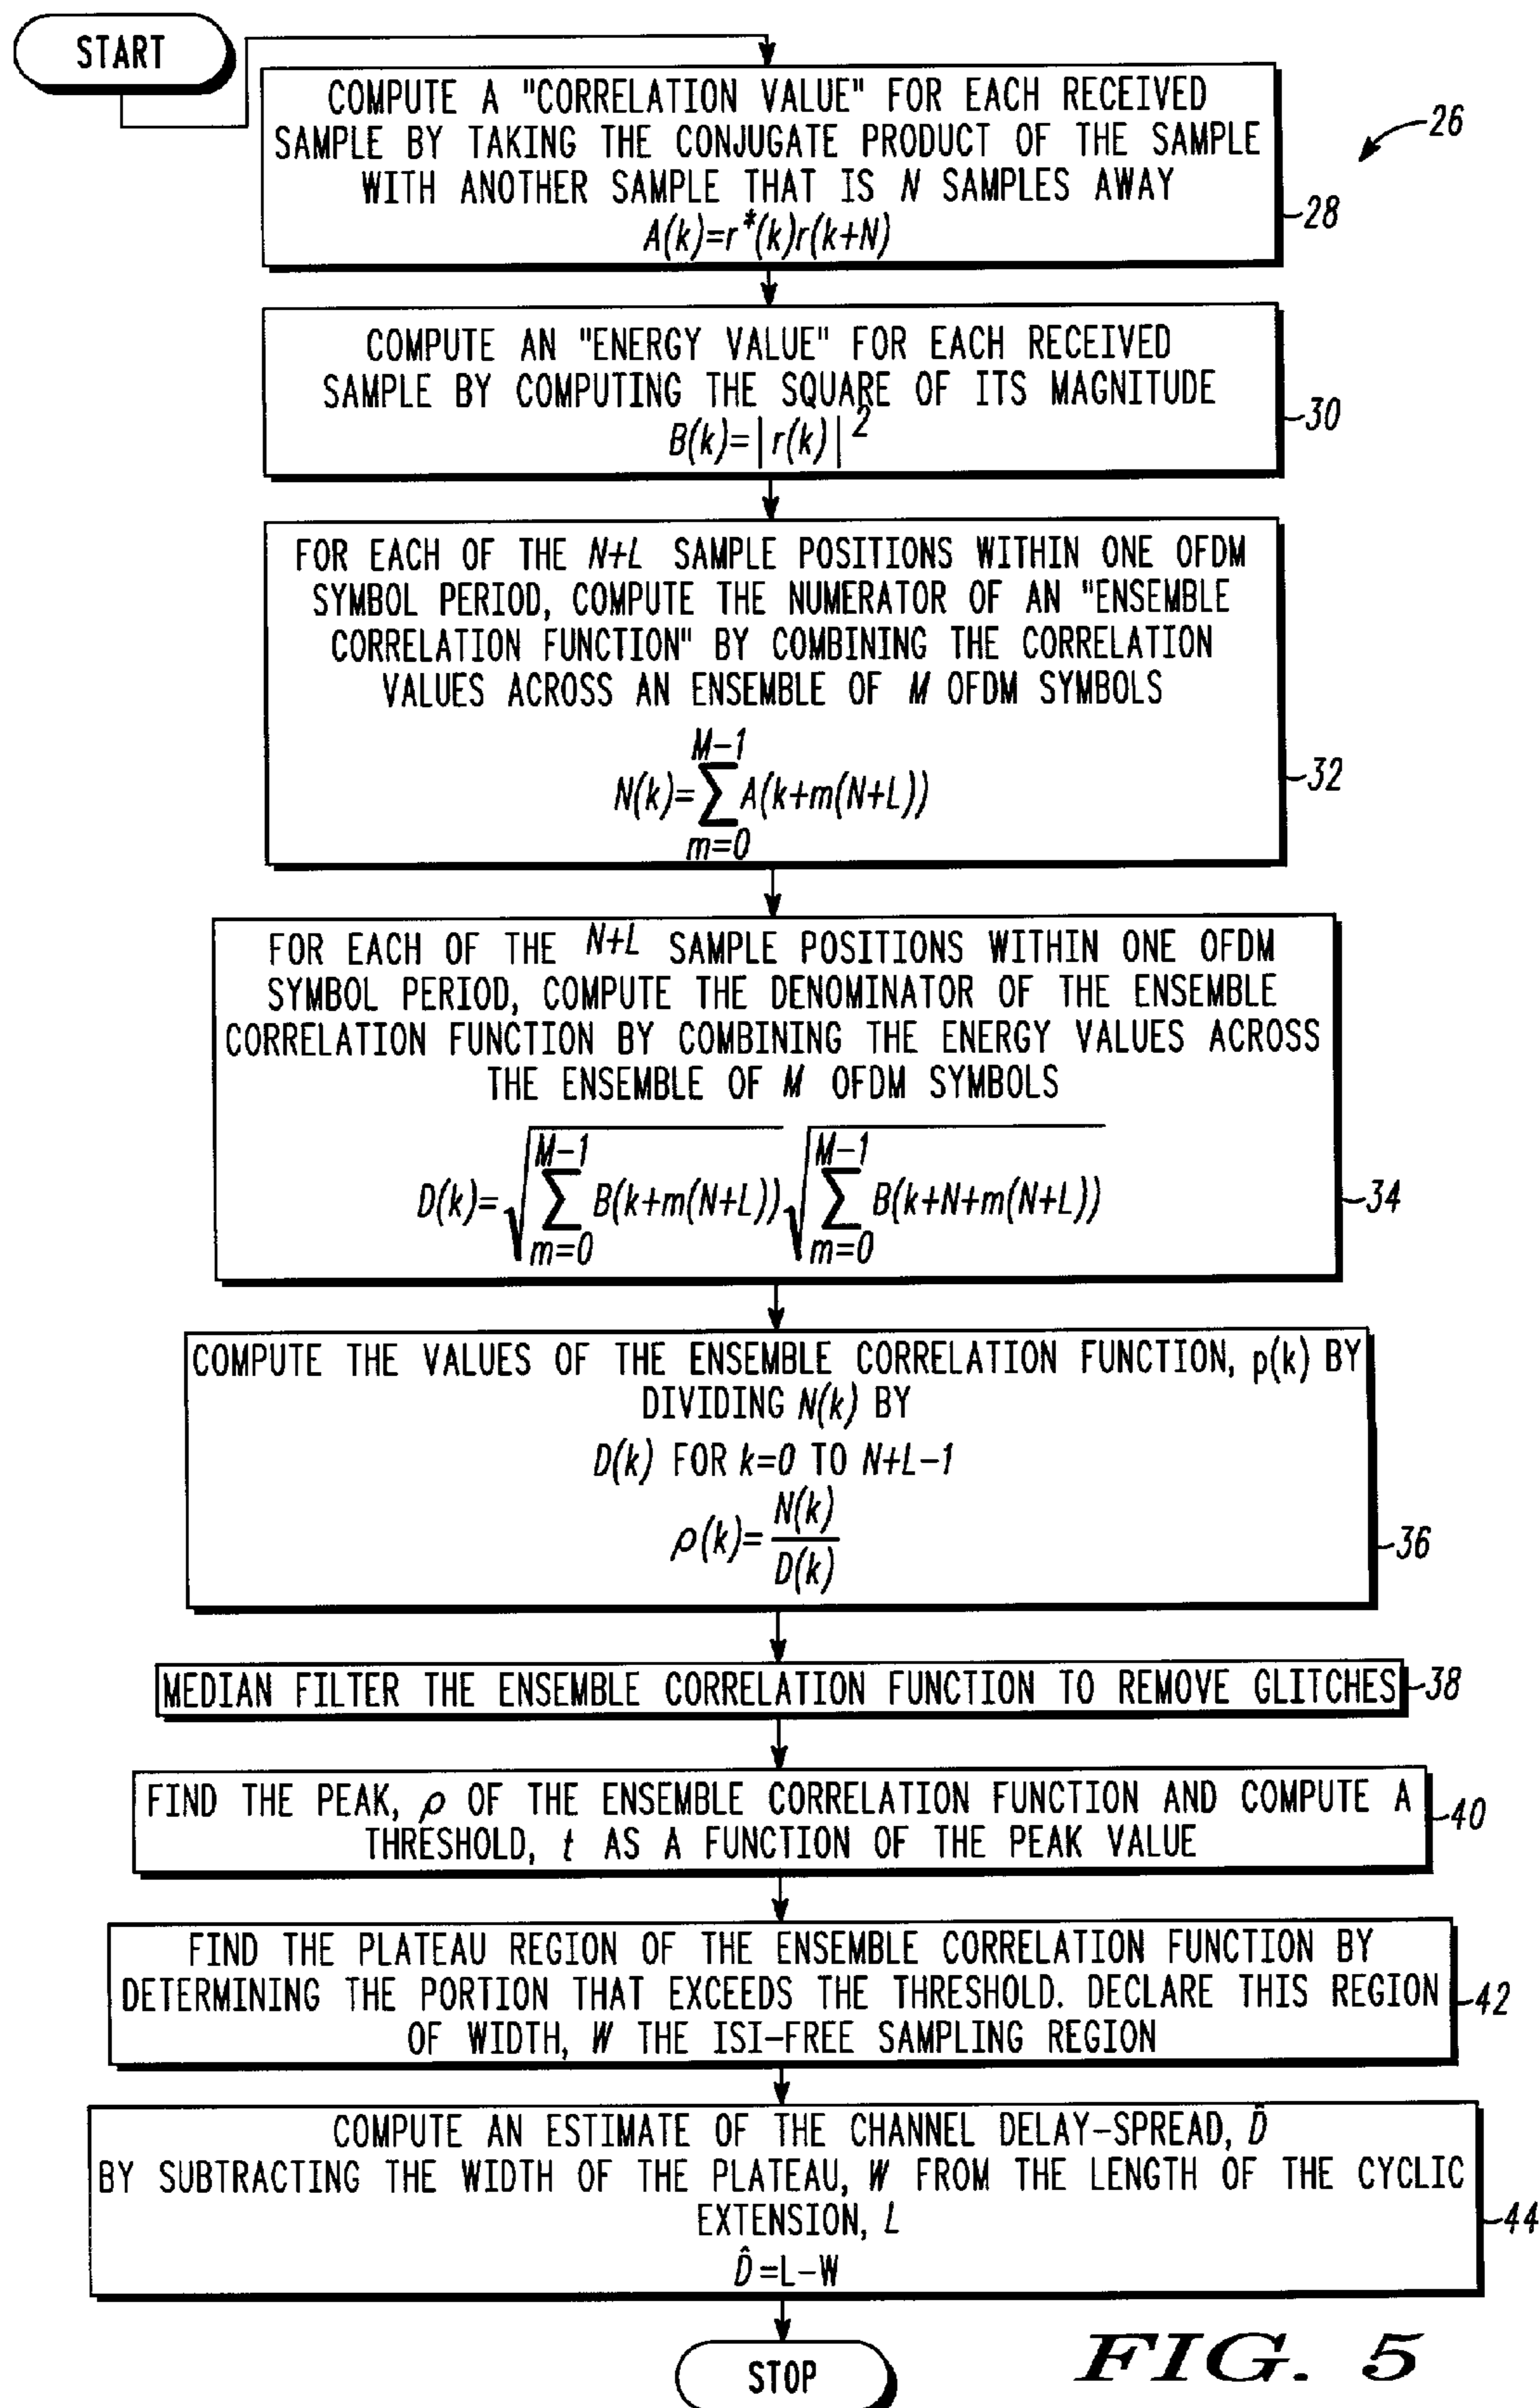 START
COMPUTE A "CORRELATION VALUE" FOR EACH RECEIVED
SAMPLE BY TAKING THE CONJUGATE PRODUCT OF THE SAMPLE
WITH ANOTHER SAMPLE THAT IS N SAMPLES AWAY
A(k)=r*(k)r(k+N)
26
28
COMPUTE AN "ENERGY VALUE" FOR EACH RECEIVED
SAMPLE BY COMPUTING THE SQUARE OF ITS MAGNITUDE
B(k)=|r(k)|²
30
FOR EACH OF THE N+L SAMPLE POSITIONS WITHIN ONE OFDM
SYMBOL PERIOD, COMPUTE THE NUMERATOR OF AN "ENSEMBLE
CORRELATION FUNCTION" BY COMBINING THE CORRELATION
VALUES ACROSS AN ENSEMBLE OF M OFDM SYMBOLS
M-1
N(k)=∑A(k+m(N+L))
m=0
32
FOR EACH OF THE N+L SAMPLE POSITIONS WITHIN ONE OFDM
SYMBOL PERIOD, COMPUTE THE DENOMINATOR OF THE ENSEMBLE
CORRELATION FUNCTION BY COMBINING THE ENERGY VALUES ACROSS
THE ENSEMBLE OF M OFDM SYMBOLS
M-1 M-1
D(k)=√∑B(k+m(N+L))√∑B(k+N+m(N+L))
m=0 m=0
34
COMPUTE THE VALUES OF THE ENSEMBLE CORRELATION FUNCTION, p(k) BY
DIVIDING N(k) BY
D(k) FOR k=0 TO N+L-1
N(k)
ρ(k)=
D(k)
36
MEDIAN FILTER THE ENSEMBLE CORRELATION FUNCTION TO REMOVE GLITCHES
38
FIND THE PEAK, ρ OF THE ENSEMBLE CORRELATION FUNCTION AND COMPUTE A
THRESHOLD, t AS A FUNCTION OF THE PEAK VALUE
40
FIND THE PLATEAU REGION OF THE ENSEMBLE CORRELATION FUNCTION BY
DETERMINING THE PORTION THAT EXCEEDS THE THRESHOLD. DECLARE THIS REGION
OF WIDTH, W THE ISI-FREE SAMPLING REGION
42
COMPUTE AN ESTIMATE OF THE CHANNEL DELAY-SPREAD, D̂
BY SUBTRACTING THE WIDTH OF THE PLATEAU, W FROM THE LENGTH OF THE CYCLIC
EXTENSION, L
D̂=L-W
44
STOP
FIG. 5